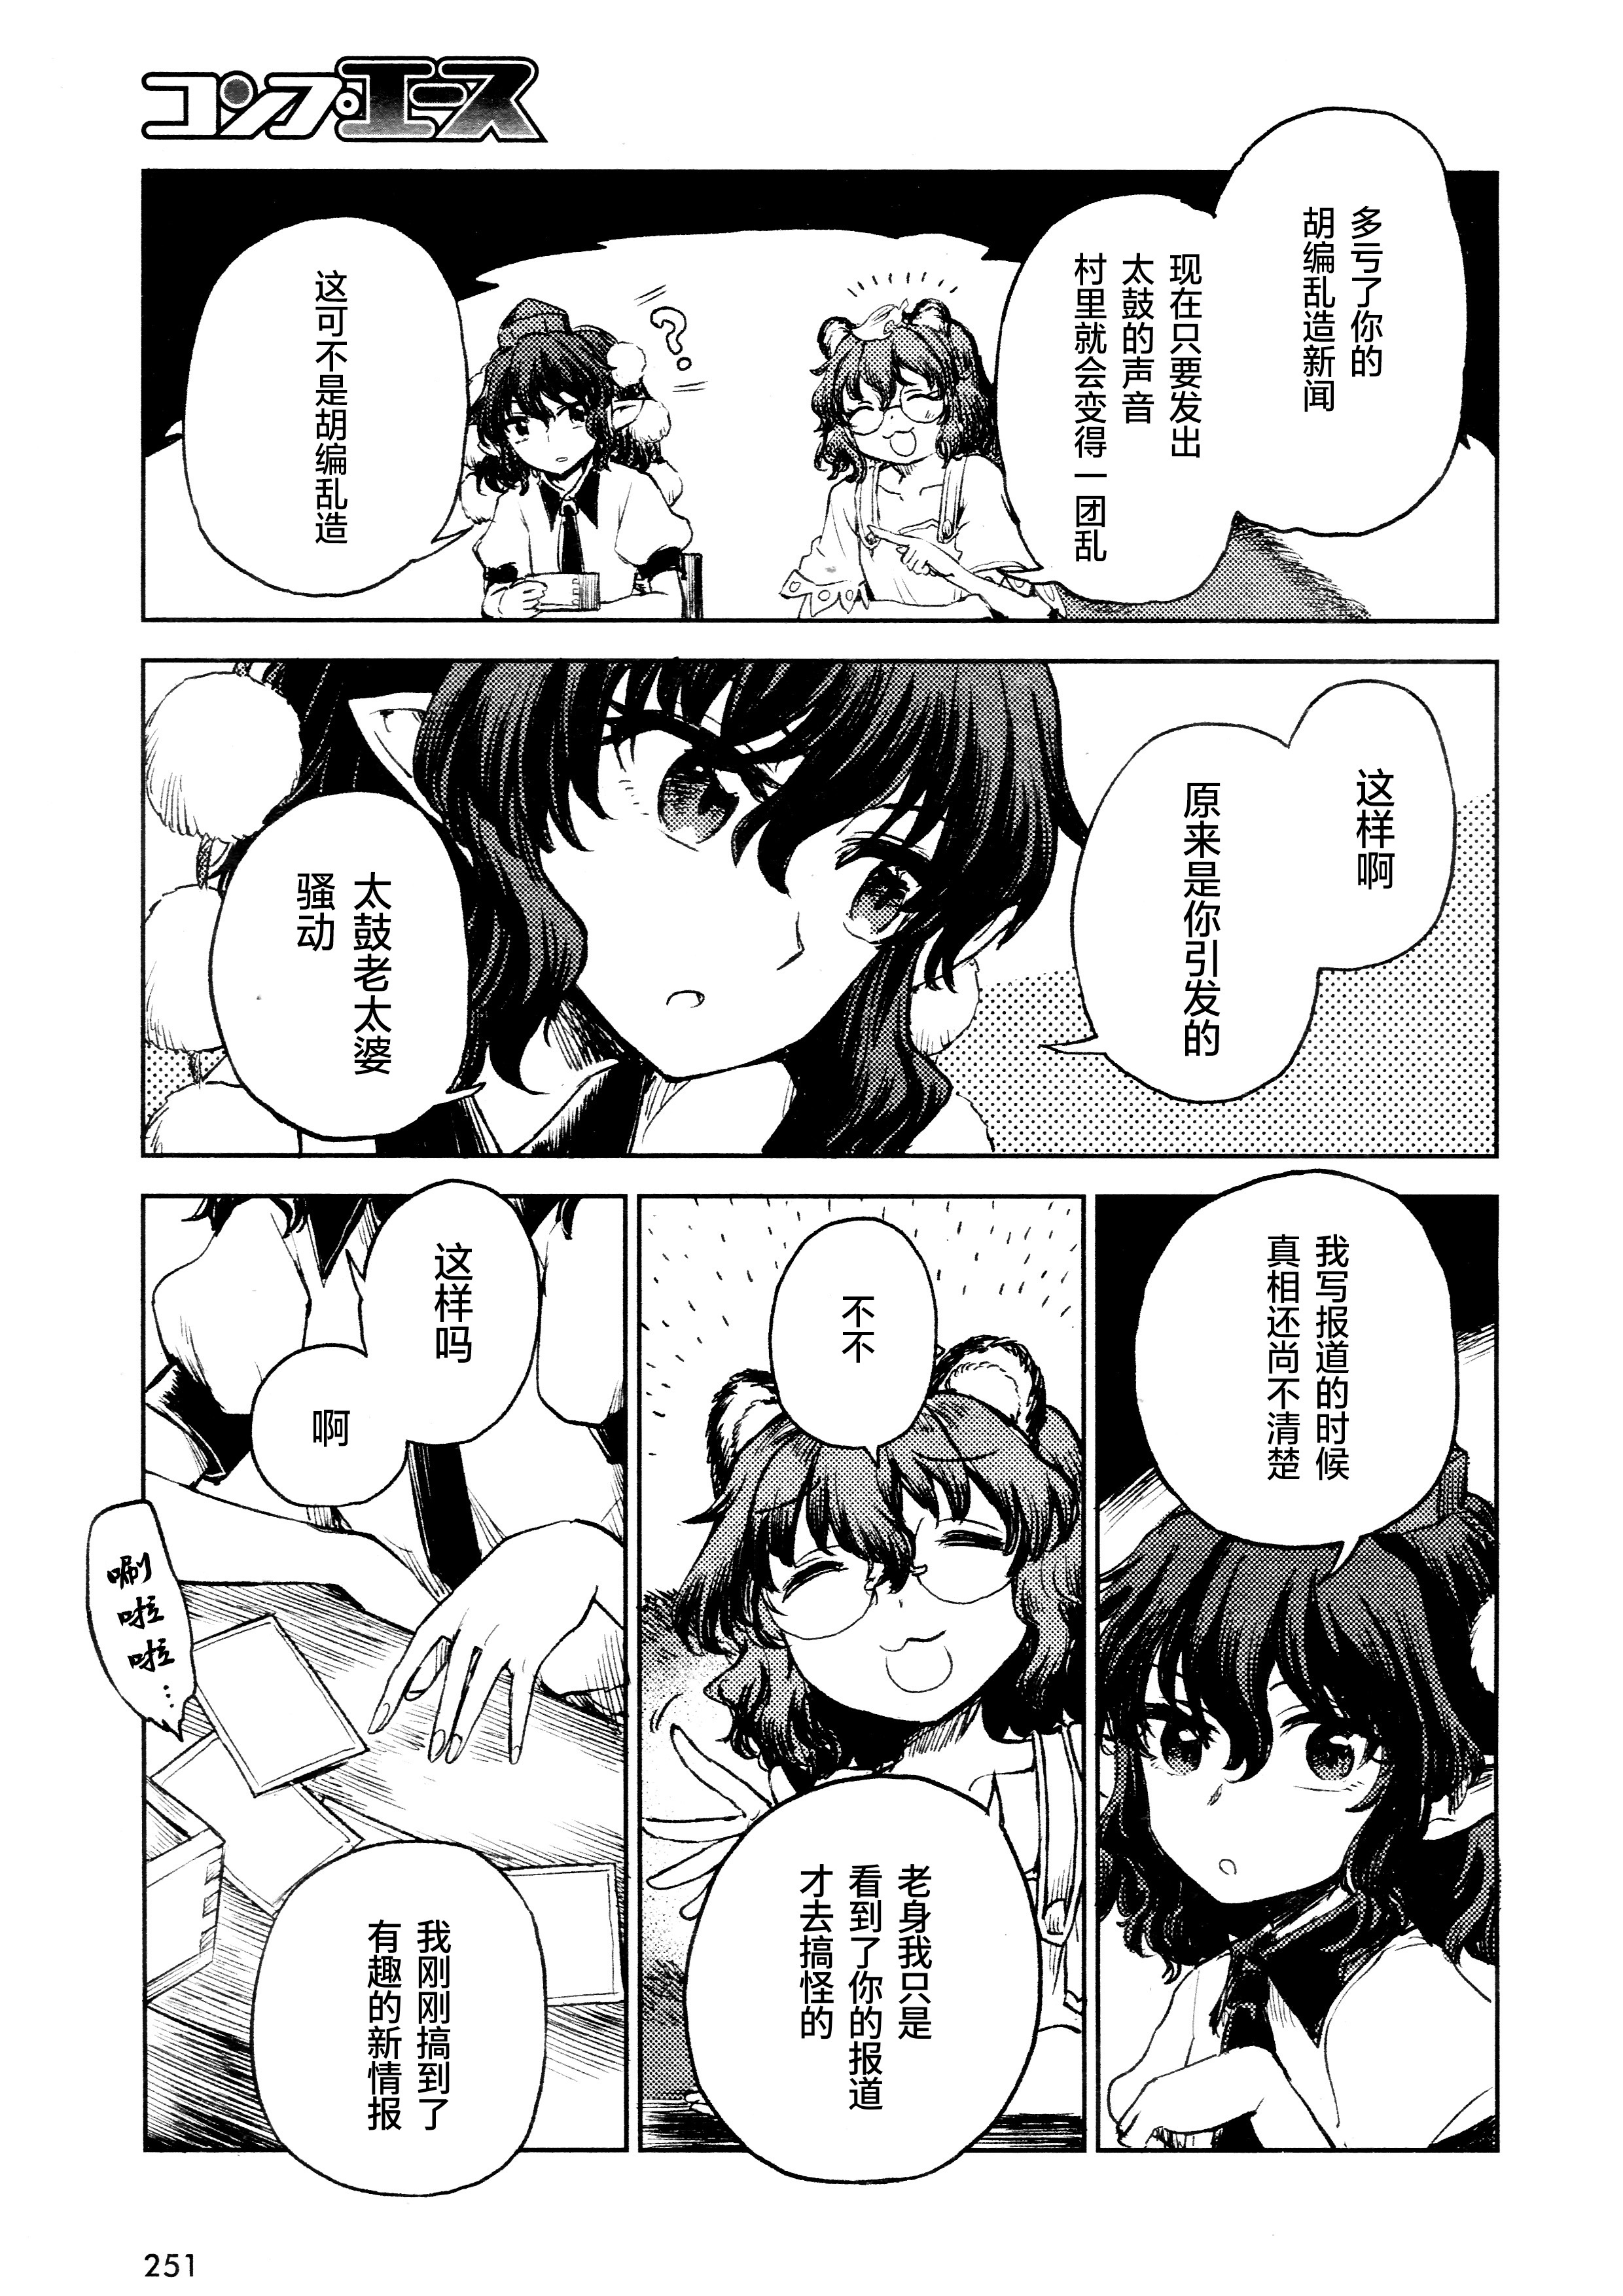 コンプ・エース
多亏了你的
胡编乱造新闻
现在只要发出
太鼓的声音
村里就会变得一团乱
?
这可不是胡编乱造
这样啊
原来是你引发的
太鼓老太婆
骚动
我写报道的时候
真相还尚不清楚
不不
老身我只是
看到了你的报道
才去搞怪的
这样吗
啊
唰啦啦…
我刚刚搞到了
有趣的新情报
251